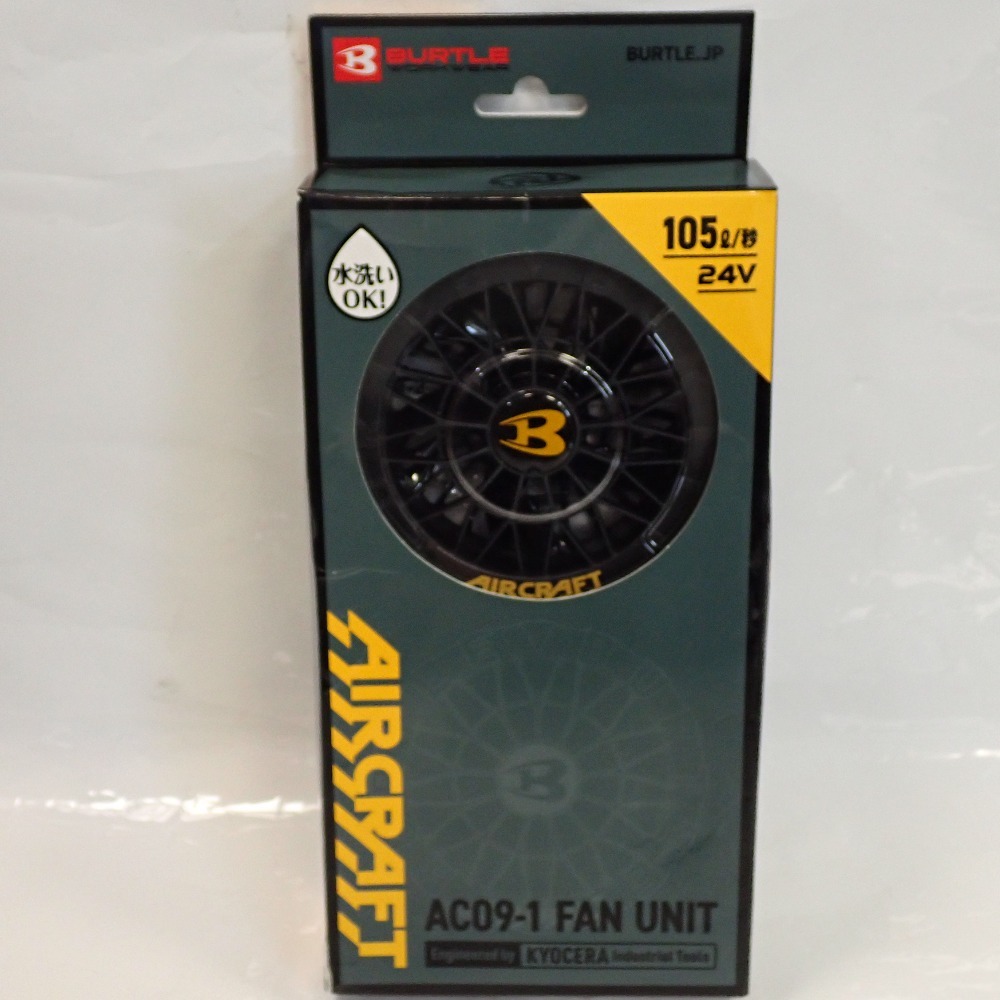 BURTLE
WORKWEAR
BURTLE.JP
105ℓ/秒
24V
水洗い
OK!
B
AIRCRAFT
AIRCRAFT
AC09-1 FAN UNIT
Engineered by KYOCERA Industrial Tools